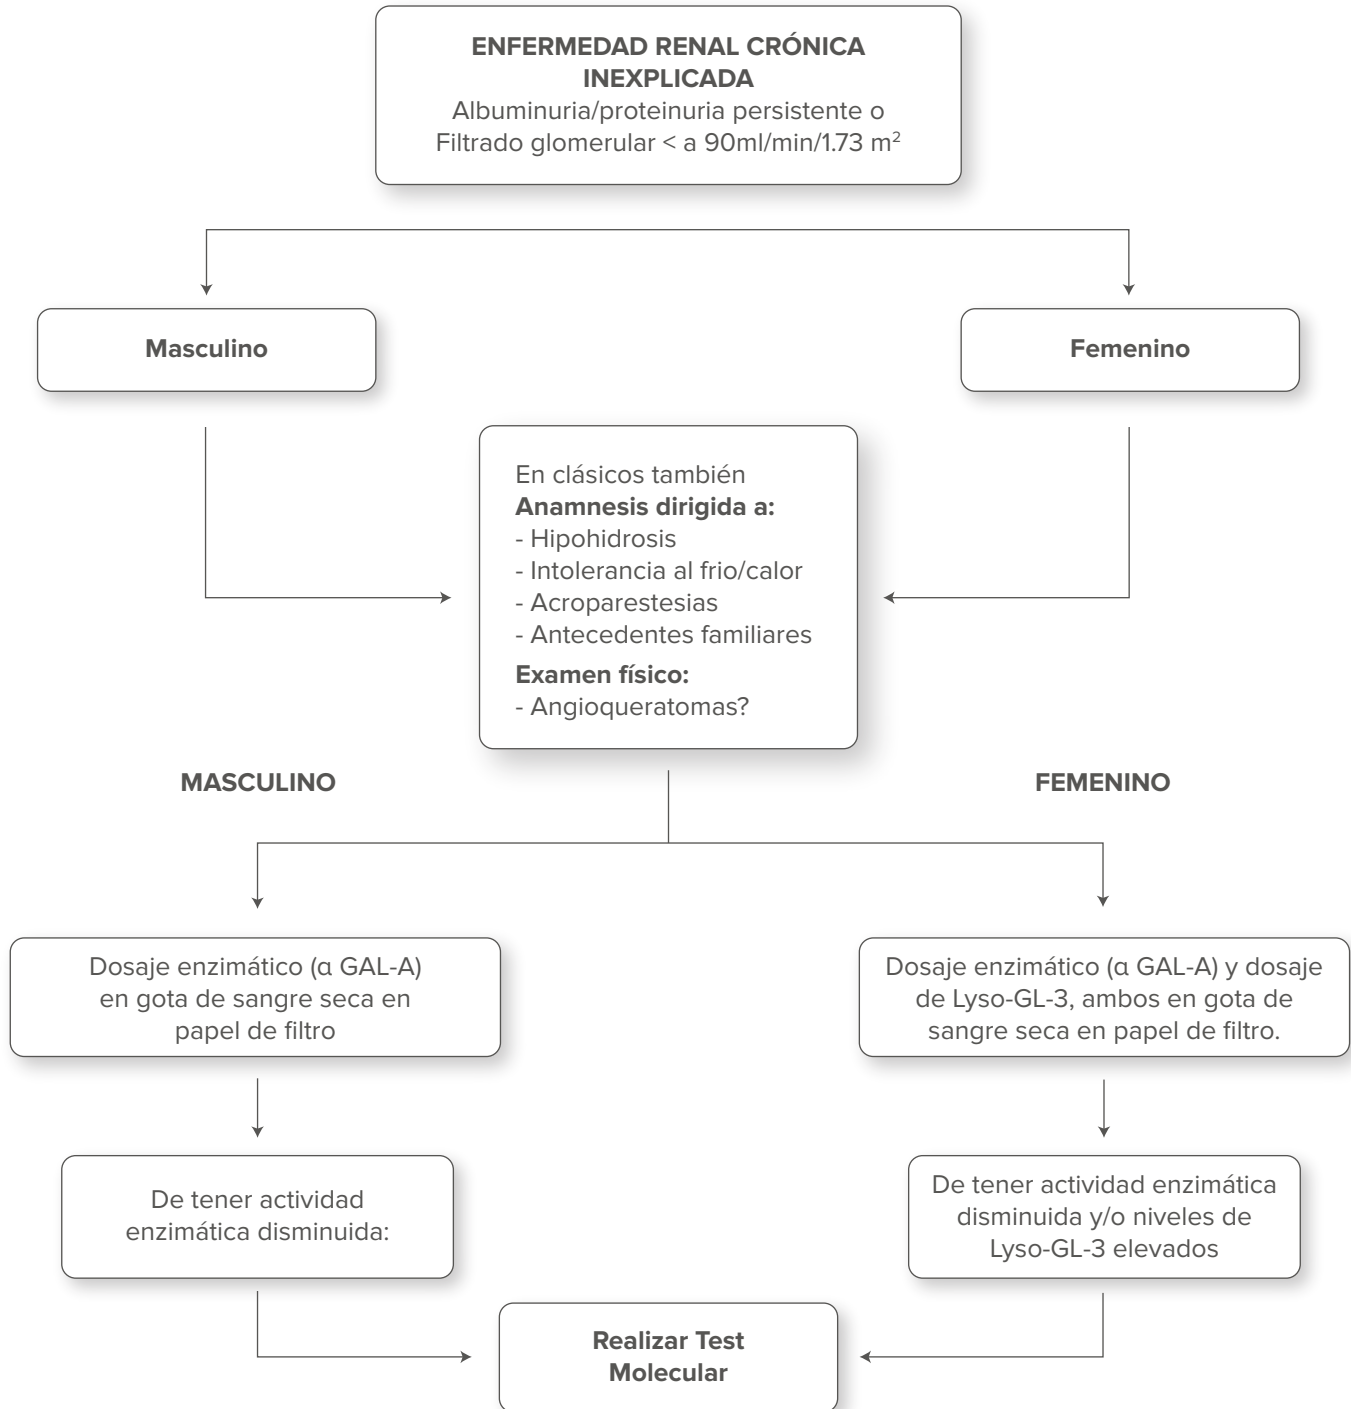 ENFERMEDAD RENAL CRÓNICA
INEXPLICADA
Albuminuria/proteinuria persistente o
Filtrado glomerular < a 90ml/min/1.73 m²
Masculino
Femenino
En clásicos también
Anamnesis dirigida a:
- Hipohidrosis
- Intolerancia al frio/calor
- Acroparestesias
- Antecedentes familiares
Examen físico:
- Angioqueratomas?
MASCULINO
FEMENINO
Dosaje enzimático (α GAL-A)
en gota de sangre seca en
papel de filtro
Dosaje enzimático (α GAL-A) y dosaje
de Lyso-GL-3, ambos en gota de
sangre seca en papel de filtro.
De tener actividad
enzimática disminuida:
De tener actividad enzimática
disminuida y/o niveles de
Lyso-GL-3 elevados
Realizar Test
Molecular